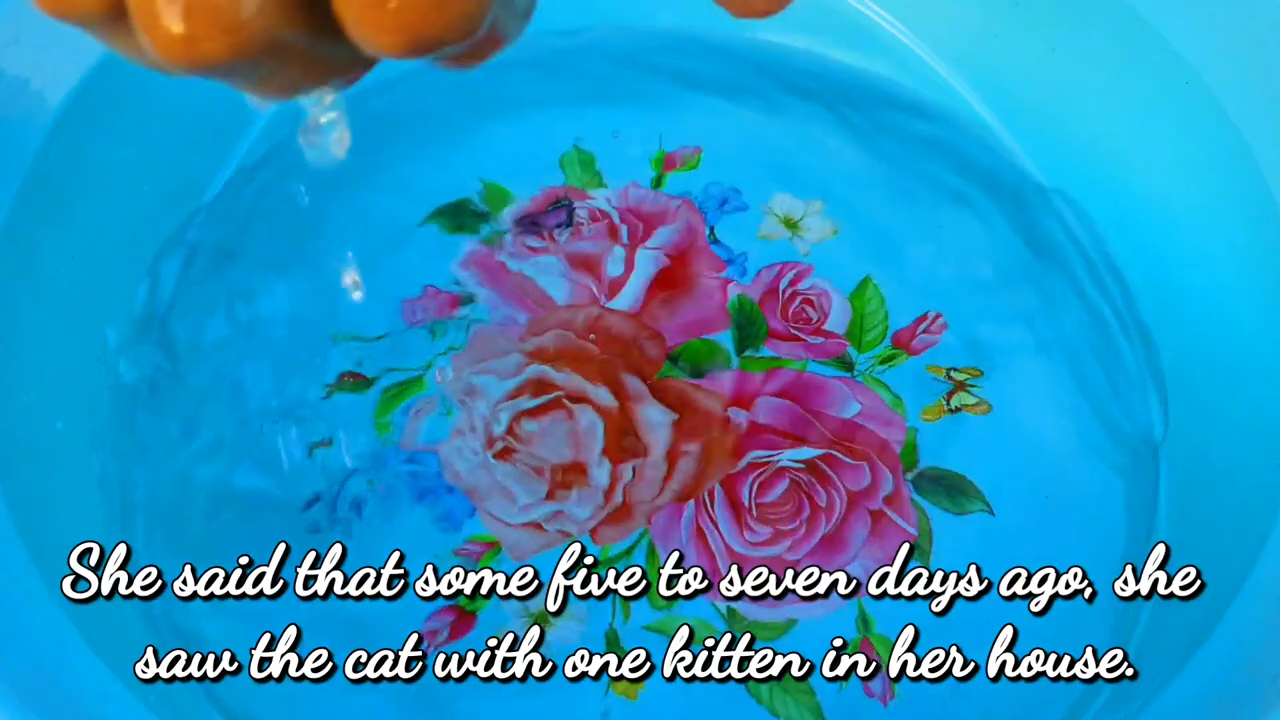 She said that some five to seven days ago, she
saw the cat with one kitten in her house.